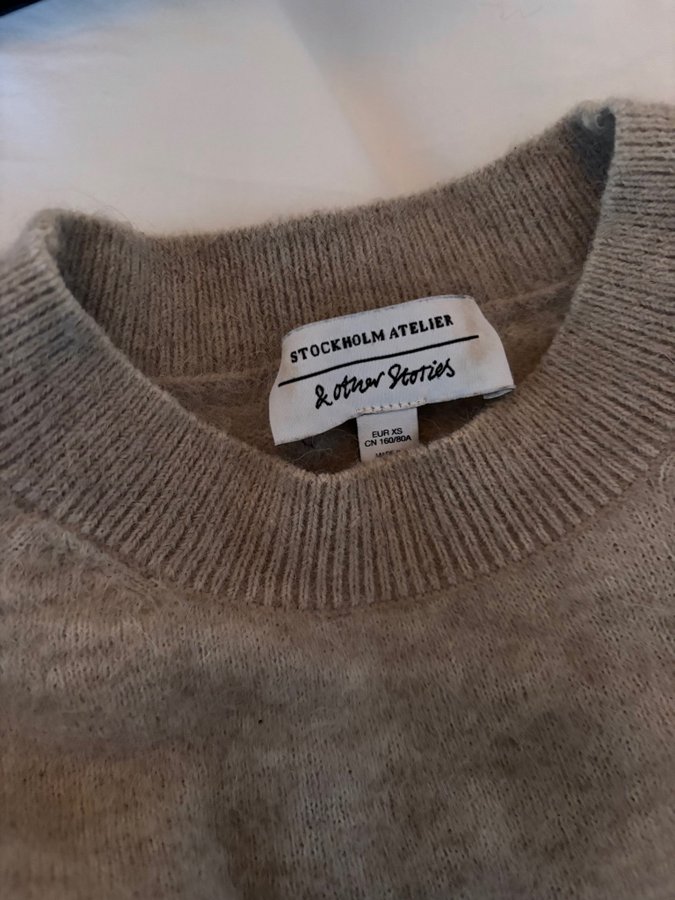 STOCKHOLM ATELIER
& other Stories
EUR XS
CN 160/80A